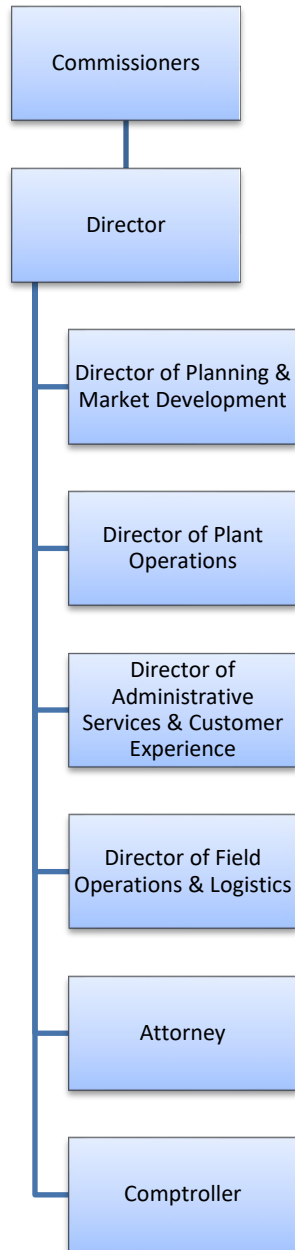 Commissioners
Director
Director of Planning &
Market Development
Director of Plant
Operations
Director of
Administrative
Services & Customer
Experience
Director of Field
Operations & Logistics
Attorney
Comptroller